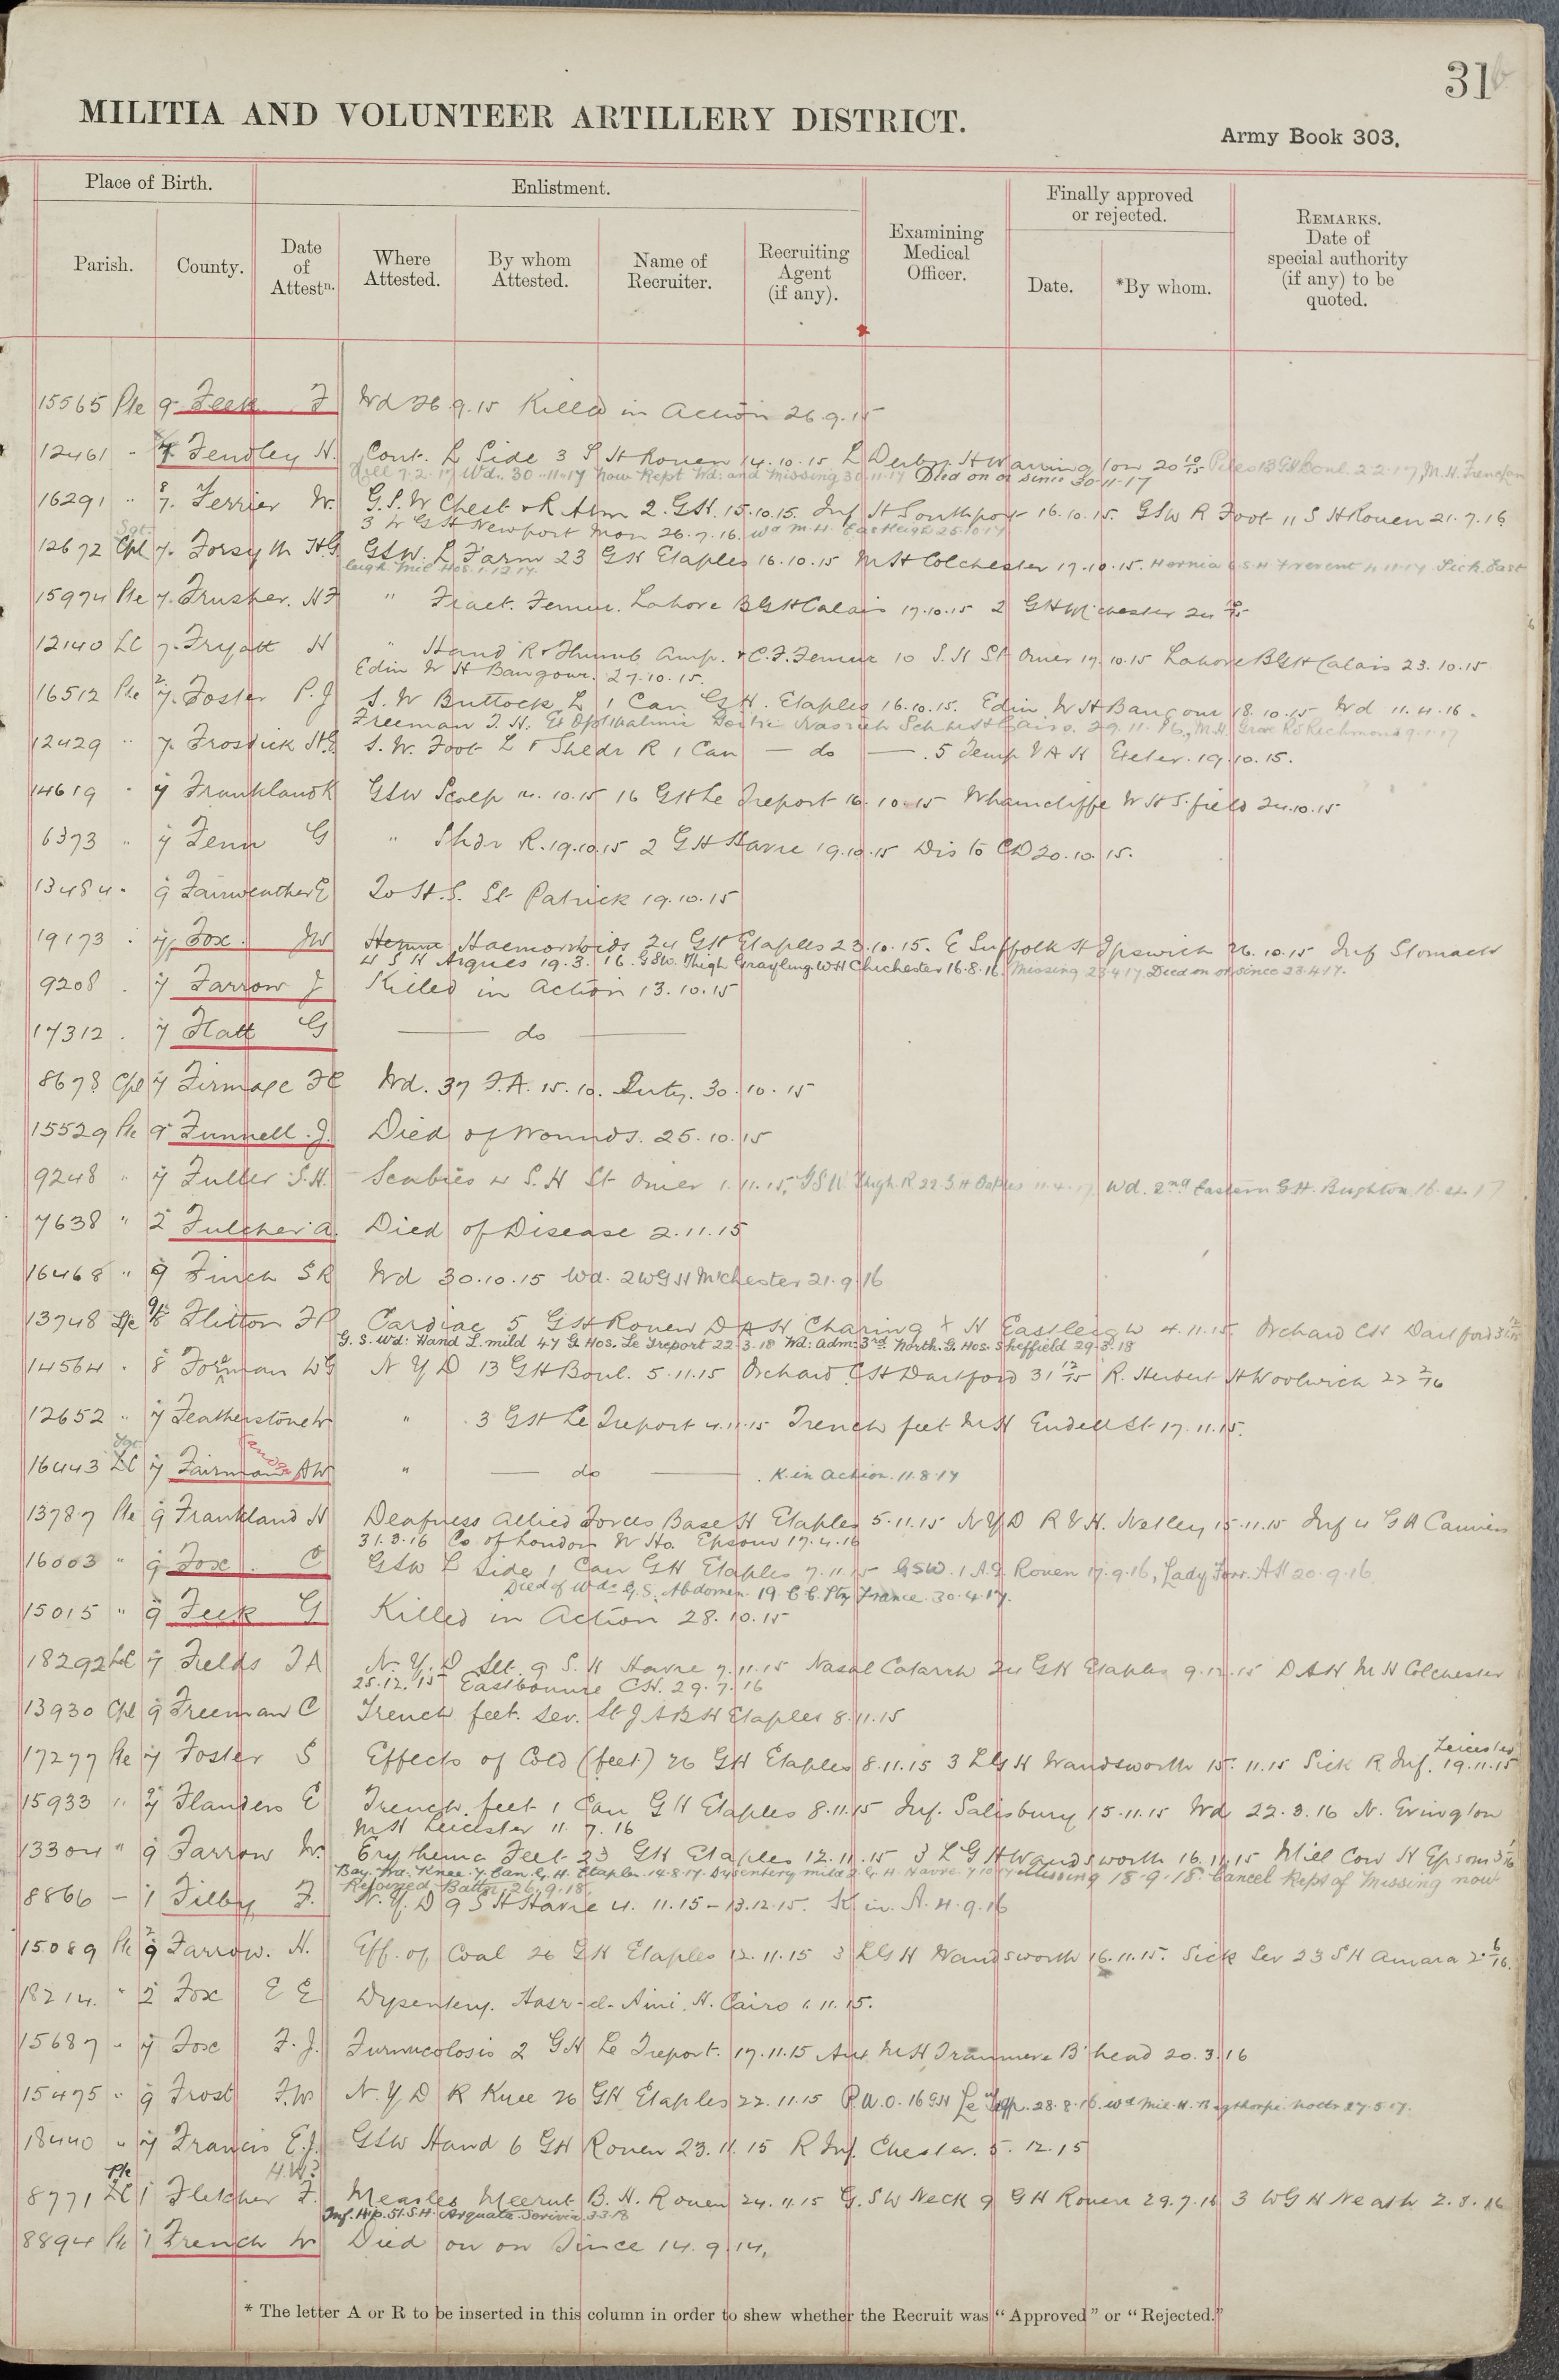 31b
MILITIA AND VOLUNTEER ARTILLERY DISTRICT.
Army Book 303.
Place of Birth. Enlistment. Finally approved or rejected.
Parish. County. Date of Attestn. Where Attested. By whom Attested. Name of Recruiter. Recruiting Agent (if any). Examining Medical Officer. Date. *By whom. REMARKS. Date of special authority (if any) to be quoted.
15565 Pte 9 Feek F Wd 26.9.15 Killed in Action 26.9.15
12461 " 7 Fendley H. Cont. L Side 3 S H Rouen 14.10.15 L Derby H Warrington 20 10/15 13 GH Boul. 2.2.17, M.H.
7.2.17 Wd. 30-11-17 Now Rept Wd: and Missing 30-11-17 Died on or since 30-11-17
16291 " 8 7. Ferrier W. G.S.W Chest & R Arm 2. G.H. 15.10.15. Inf H Southport 16.10.15. GSW R Foot 11 S H Rouen 21.7.16
3 W G H Newport Mon 26.7.16. Wd M.H. Eastleigh 25.10.17
12672 Sgt Cpl 7. Forsyth H.G. GSW. L Farm 23 GH Etaples 16.10.15 M H Colchester 17.10.15. Hernia 6 S.H Frevent 11.11.17 Sick. East
leigh Mil Hos. 1.12.17.
15974 Pte 7. Frusher. H F " Fract. Femur. Lahore B G H Calais 17.10.15 2 GH M'chester 24
12140 LC 7. Fryatt H " Hand R & Thumb Amp. & C.F. Femur 10 S.H St Omer 17.10.15 Lahore B G H Calais 23.10.15
Edin W H Bangour. 27.10.15.
16512 Pte 2 7. Foster P.J S.W Buttock L 1 Can GH. Etaples 16.10.15. Edin W H Bangour 18.10.15 Wd 11.4.16.
Freeman J. H. Nasrieh Sch. H Cairo. 29.11.16, M.H. Grove Rd Richmond 9.1.17
12429 " 7. Frosdick H.G. S.W. Foot L & Shldr R 1 Can — do — . 5 Temp V A H Exeter. 19.10.15.
14619 " 7 Frankland K GSW Scalp 14.10.15 16 GH Le Treport 16.10.15 Wharncliffe W H S.field 24.10.15
6373 " 7 Fenn G " Shdr R. 19.10.15 2 G H Havre 19.10.15 Dis to CD 20.10.15.
13484 " 9 Fairweather E To H.S. St Patrick 19.10.15
19173 . 7 Fox. JW Haemorrhoids 24 GH Etaples 23.10.15. E Suffolk H Ipswich 26.10.15 Inf Stomach
4 S H Arques 19.3.16. GSW. Thigh Grayling. W H Chichester 16.8.16. Missing 23.4.17 Died on or since 23.4.17.
9208 . 7 Farrow J Killed in Action 13.10.15
17312 . 7 Flatt G — do —
8678 Cpl 7 Firmage F C Wd. 37 F.A. 15.10. Duty. 30.10.15
15529 Pte 9 Funnell. J. Died of Wounds. 25.10.15
9248 " 7 Fuller S.H. Scabies 4 S.H St Omer 1.11.15. GSW Thigh. R 22 G H 11.4.17 Wd. 2nd Eastern G.H. Brighton 16.4.17
7638 " 2 Fulcher A. Died of Disease 2.11.15
16468 " 9 Finch S R Wd 30.10.15 Wd. 2 W G H M'chester 21.9.16
13748 9/8 Flitton F P Cardiac 5 GH Rouen D A H Charing X H Eastleigh 4.11.15. Orchard CH Dartford
G. S. Wd: Hand L. mild 47 G. Hos. Le Treport 22-3-18 Wd: Adm: 3rd North. G. Hos. Sheffield 29-3-18
14564 . 8 Foreman W G N Y D 13 G H Boul. 5.11.15 Orchard CH Dartford 31 12/15 R. Herbert H Woolwich 22 2/16
12652 " 7 Featherstone W " . 3 GH Le Treport 4.11.15 Trench feet M H Endell St 17.11.15.
16443 Sgt LC 7 Fairman A W " — do — . K. in action. 11.8.17
13787 Pte 9 Frankland H Deafness Allied Forces Base H Etaples 5.11.15 N Y D R V H. Netley 15.11.15 Inf 4 G H Camiers
31.3.16 Co. of London W Ho. Epsom 17.4.16
16003 " 9 Fox. C GSW L Side 1 Can GH Etaples 7.11.15 GSW. 1 A.G Rouen 17.9.16, Lady Forr. A H 20.9.16
Died of Wds G.S. Abdomen. 19. C.C. Stn France. 30.4.17.
15015 " 9 Feek G Killed in Action 28.10.15
18292 LC 7 Fields J A N.Y.D Slt. 9 S.H Havre 7.11.15 Nasal Catarrh 24 GH Etaples 9.12.15 D A H M H Colchester
25.12.15 Eastbourne C.H. 29.7.16
13930 Cpl 9 Freeman C Trench feet. Sev. St J A B H Etaples 8.11.15
17277 Pte 7 Foster S Effects of Cold (feet) 26 GH Etaples 8.11.15 3 L G H Wandsworth 15.11.15 Sick R Inf. Leicester 19.11.15
15933 " 7 Flanders E Trench. feet 1 Can G H Etaples 8.11.15 Inf. Salisbury 15.11.15 Wd 22.3.16 N. Evington
M H Leicester 11.7.16
13304 " 9 Farrow W. Erythema Feet 23 GH Etaples 12.11.15 3 L G H Wandsworth 16.11.15 Mill Cow H Epsom
Wd. Knee. 7. Can. G. H. Etaples. 14.8.17. Dysentery mild 2 G. H. Havre Missing 18-9-18. Cancel Rept of Missing now
Rejoined Battn 26.9.18.
8866 — 1 Filby F. N.Y.D 9 S H Havre 4.11.15 – 13.12.15. K in. A. 4.9.16
15089 Pte 9 Farrow. H. Eff. of Coal 26 G H Etaples 12.11.15 3 L G H Wandsworth 16.11.15. Sick Sev 23 S H Amara 2 6/16.
18214. " 2 Fox E E Dysentery. Kasr-el-Aini. H. Cairo 1.11.15.
15687 " 7 Fox F.J. Furnucolosis 2 GH Le Treport. 17.11.15 Aux M H Tranmere B'head 20.3.16
15475 " 9 Frost F.W. N.Y D R Knee 26 GH Etaples 22.11.15 P.U.O. 16 GH Le Trep. 28.8.16. Wd Mil. H. Bagthorpe Notts 27.5.17.
18440 " 7 Francis E.J. GSW Hand 6 GH Rouen 23.11.15 R Inf. Chester. 5.12.15
8771 Pte LC 1 Fletcher F. H.W? Measles Meerut B. H. Rouen 24.11.15 G.S W Neck 9 G H Rouen 29.7.16 3 W G H Neath 2.8.16
Inf. Hip. 51. S.H. Arquata Scrivia 3-3-18
8894 Pte 1 French W Died on or Since 14.9.14.
* The letter A or R to be inserted in this column in order to shew whether the Recruit was "Approved" or "Rejected."